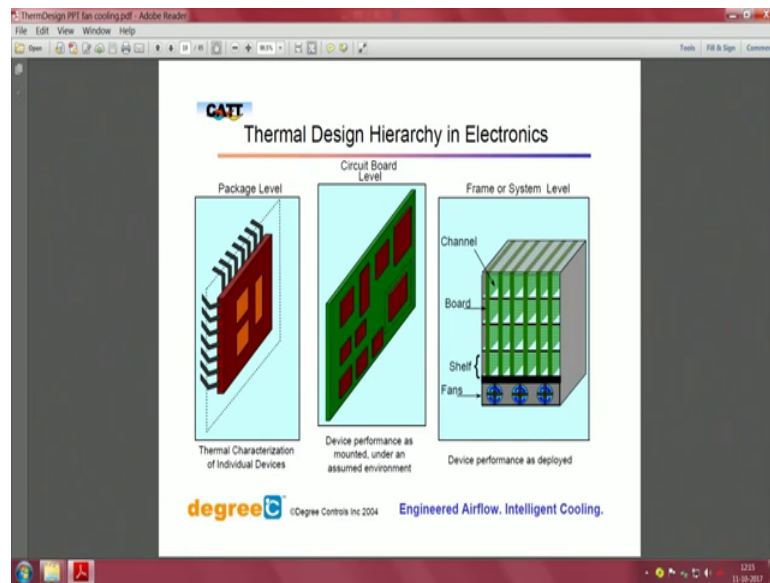 ThermDesign PPT fan cooling.pdf - Adobe Reader
File Edit View Window Help
Open
Tools Fill & Sign Comment
CATT
Thermal Design Hierarchy in Electronics
Package Level
Circuit Board
Level
Frame or System Level
Channel
Board
Shelf
Fans
Thermal Characterization
of Individual Devices
Device performance as
mounted, under an
assumed environment
Device performance as deployed
degree°C ©Degree Controls Inc 2004 Engineered Airflow. Intelligent Cooling.
12:15
11-10-2017